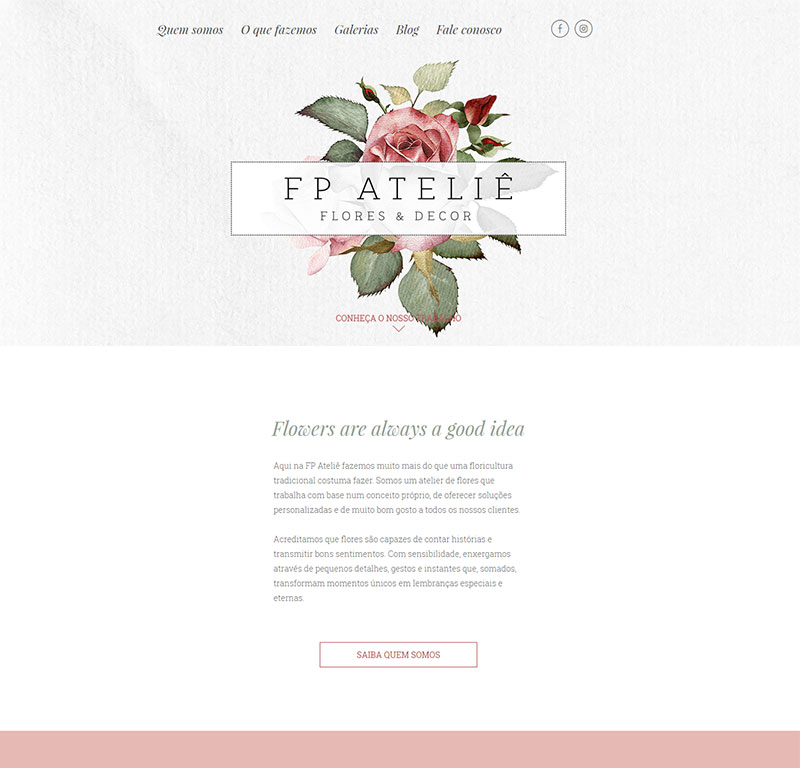 Quem somos O que fazemos Galerias Blog Fale conosco
FP ATELIÊ
FLORES & DECOR
CONHEÇA O NOSSO TRABALHO
Flowers are always a good idea
Aqui na FP Ateliê fazemos muito mais do que uma floricultura
tradicional costuma fazer. Somos um atelier de flores que
trabalha com base num conceito próprio, de oferecer soluções
personalizadas e de muito bom gosto a todos os nossos clientes.
Acreditamos que flores são capazes de contar histórias e
transmitir bons sentimentos. Com sensibilidade, enxergamos
através de pequenos detalhes, gestos e instantes que, somados,
transformam momentos únicos em lembranças especiais e
eternas.
SAIBA QUEM SOMOS